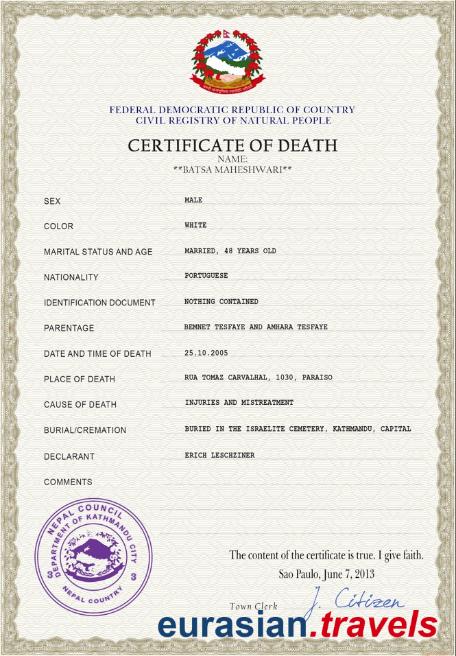 FEDERAL DEMOCRATIC REPUBLIC OF COUNTRY
CIVIL REGISTRY OF NATURAL PEOPLE
CERTIFICATE OF DEATH
NAME:
**BATSA MAHESHWARI**
SEX MALE
COLOR WHITE
MARITAL STATUS AND AGE MARRIED, 48 YEARS OLD
NATIONALITY PORTUGUESE
IDENTIFICATION DOCUMENT NOTHING CONTAINED
PARENTAGE BEMNET TESFAYE AND AMHARA TESFAYE
DATE AND TIME OF DEATH 25.10.2005
PLACE OF DEATH RUA TOMAZ CARVALHAL, 1030, PARAISO
CAUSE OF DEATH INJURIES AND MISTREATMENT
BURIAL/CREMATION BURIED IN THE ISRAELITE CEMETERY, KATHMANDU, CAPITAL
DECLARANT ERICH LESCHZINER
COMMENTS
NEPAL COUNCIL
DEPARTMENT OF KATHMANDU CITY
3 3
NEPAL COUNTRY
The content of the certificate is true. I give faith.
Sao Paulo, June 7, 2013
Town Clerk J. Citizen
eurasian.travels